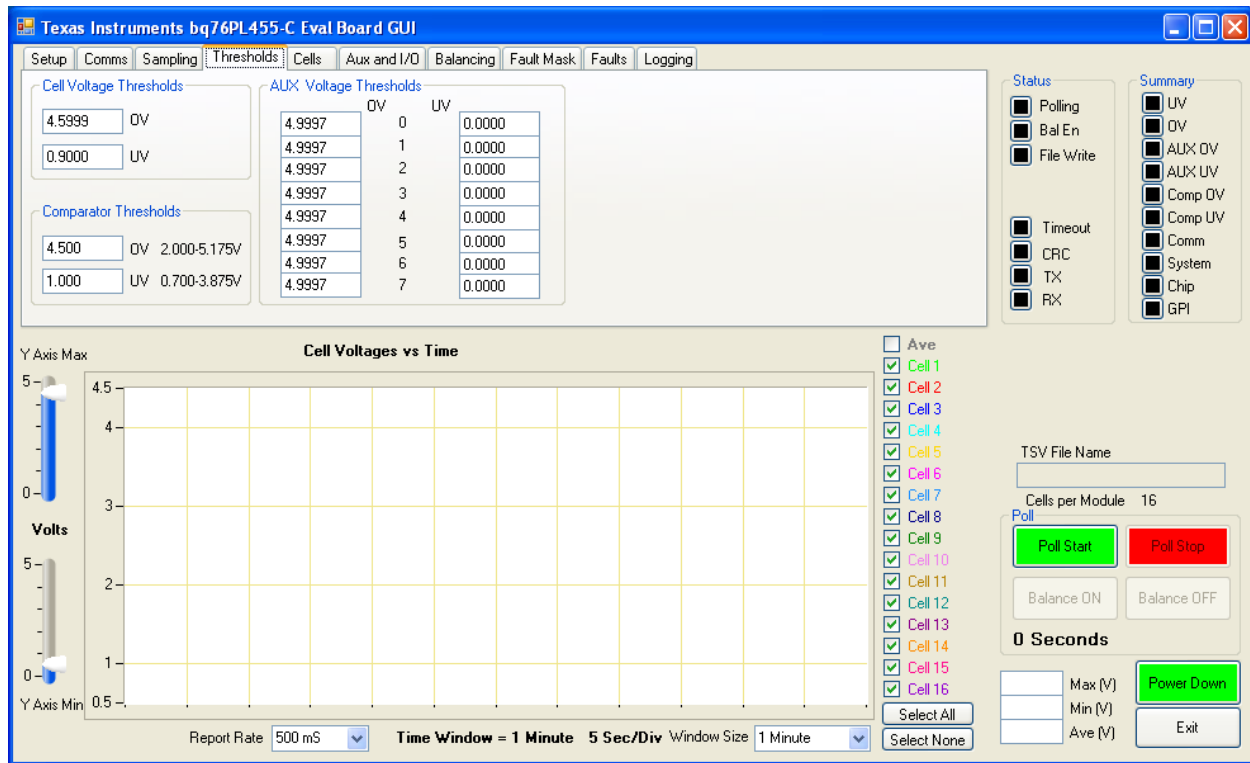 Texas Instruments bq76PL455-C Eval Board GUI
Setup Comms Sampling Thresholds Cells Aux and I/O Balancing Fault Mask Faults Logging
Cell Voltage Thresholds
4.5999 OV
0.9000 UV
Comparator Thresholds
4.500 OV 2.000-5.175V
1.000 UV 0.700-3.875V
AUX Voltage Thresholds
OV UV
4.9997 0 0.0000
4.9997 1 0.0000
4.9997 2 0.0000
4.9997 3 0.0000
4.9997 4 0.0000
4.9997 5 0.0000
4.9997 6 0.0000
4.9997 7 0.0000
Status
Polling
Bal En
File Write
Timeout
CRC
TX
RX
Summary
UV
OV
AUX OV
AUX UV
Comp OV
Comp UV
Comm
System
Chip
GPI
Y Axis Max
5
0
Volts
5
0
Y Axis Min
Cell Voltages vs Time
4.5
4
3
2
1
0.5
Ave
Cell 1
Cell 2
Cell 3
Cell 4
Cell 5
Cell 6
Cell 7
Cell 8
Cell 9
Cell 10
Cell 11
Cell 12
Cell 13
Cell 14
Cell 15
Cell 16
Select All
Select None
Report Rate 500 mS Time Window = 1 Minute 5 Sec/Div Window Size 1 Minute
TSV File Name
Cells per Module 16
Poll
Poll Start Poll Stop
Balance ON Balance OFF
0 Seconds
Max (V)
Min (V)
Ave (V)
Power Down
Exit